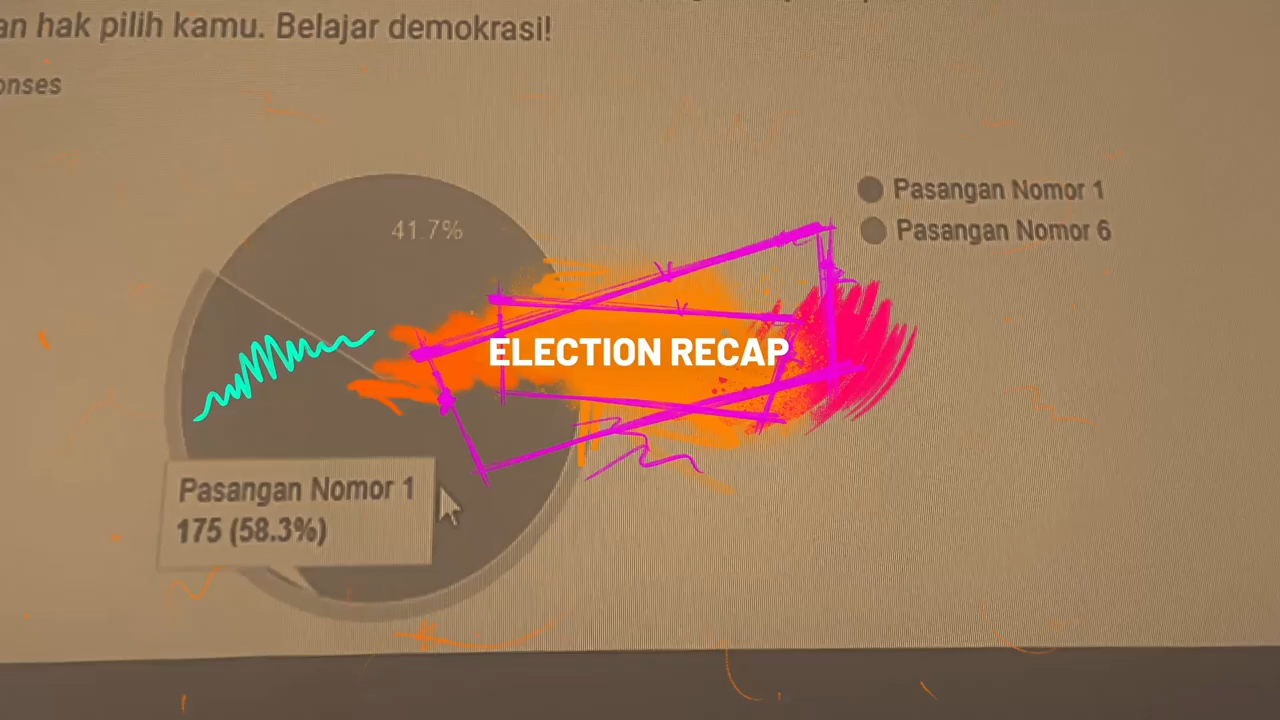 an hak pilih kamu. Belajar demokrasi!
onses
Pasangan Nomor 1
Pasangan Nomor 6
41.7%
ELECTION RECAP
Pasangan Nomor 1
175 (58.3%)